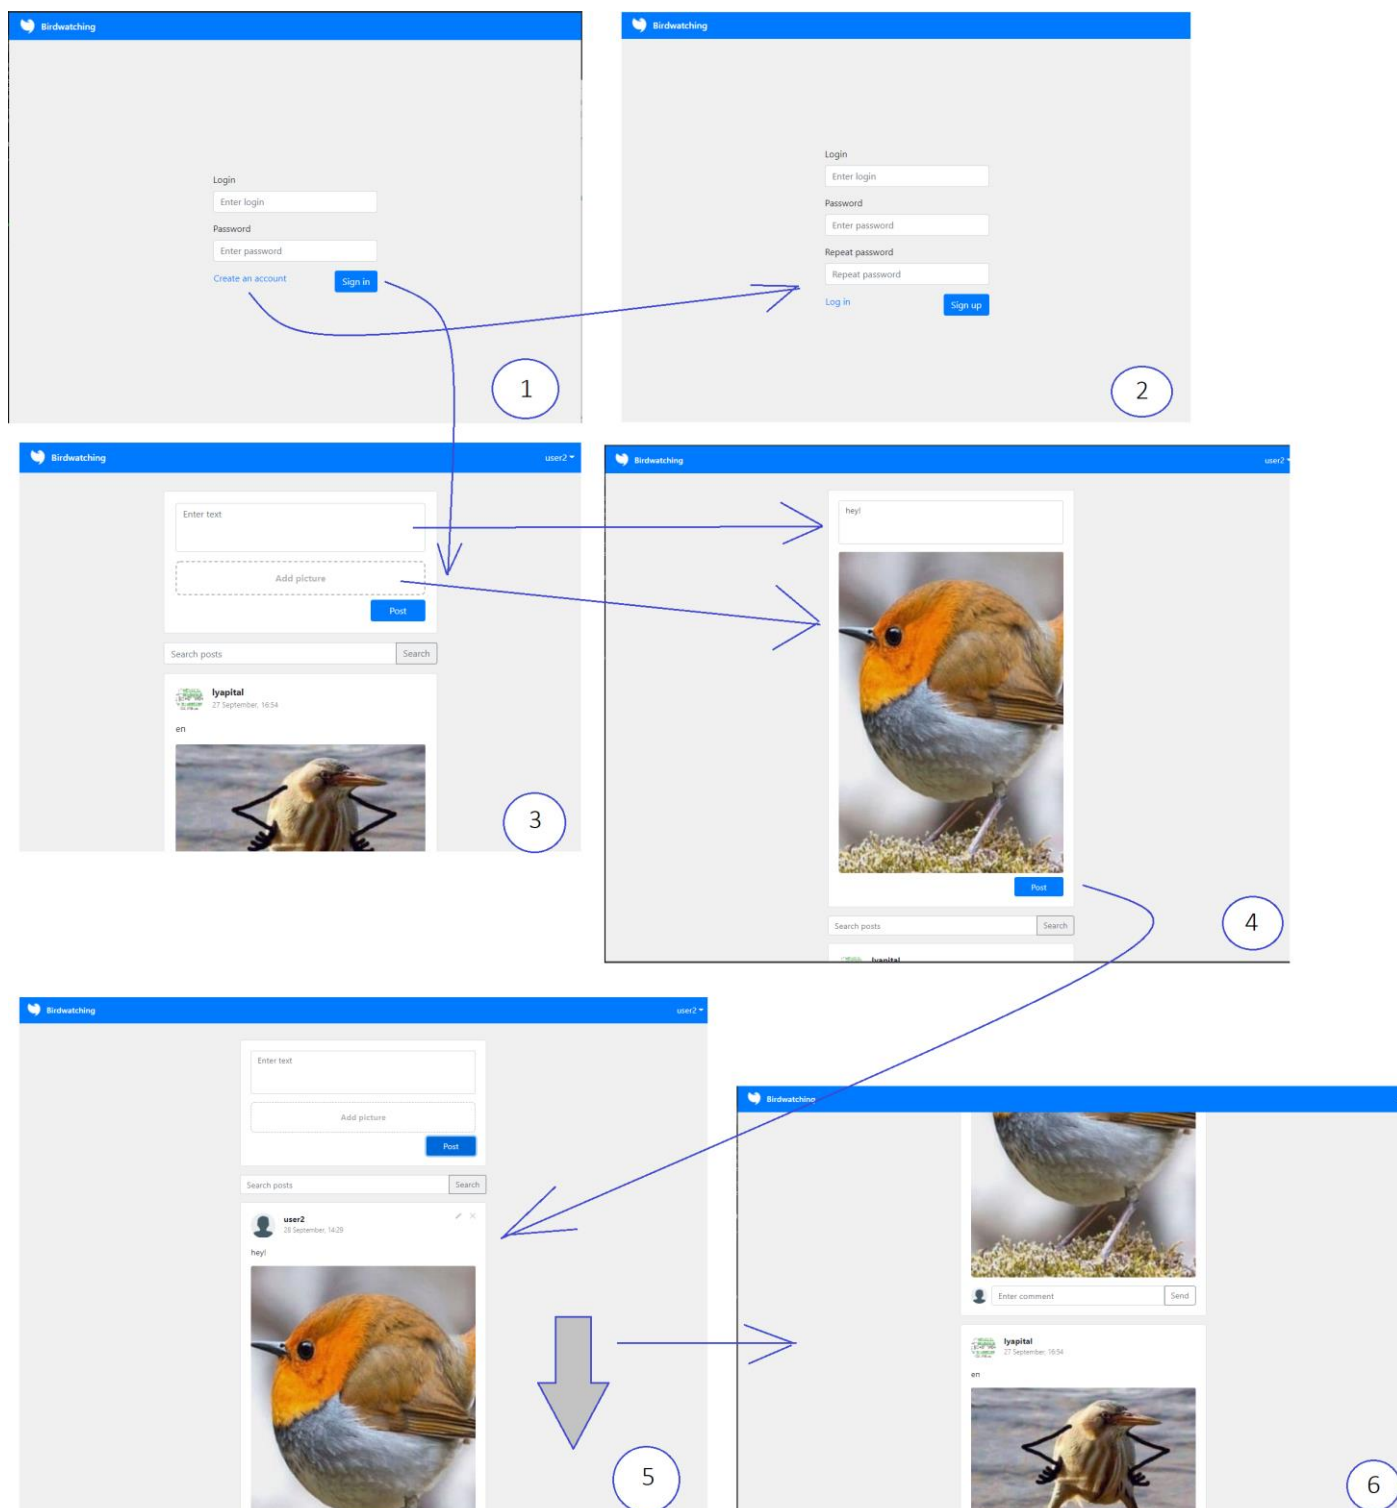 Birdwatching
Login
Enter login
Password
Enter password
Create an account
Sign in
1
Birdwatching
Login
Enter login
Password
Enter password
Repeat password
Repeat password
Log in
Sign up
2
Birdwatching
user2
Enter text
Add picture
Post
Search posts
Search
lyapital
27 September, 16:54
en
3
Birdwatching
user2
hey!
Post
Search posts
Search
lyapital
4
Birdwatching
user2
Enter text
Add picture
Post
Search posts
Search
user2
28 September, 14:29
hey!
5
Birdwatching
Enter comment
Send
lyapital
27 September, 16:54
en
6